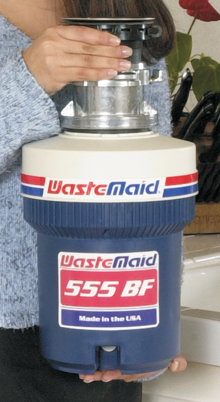 WasteMaid
WasteMaid
555 BF
Made in the USA